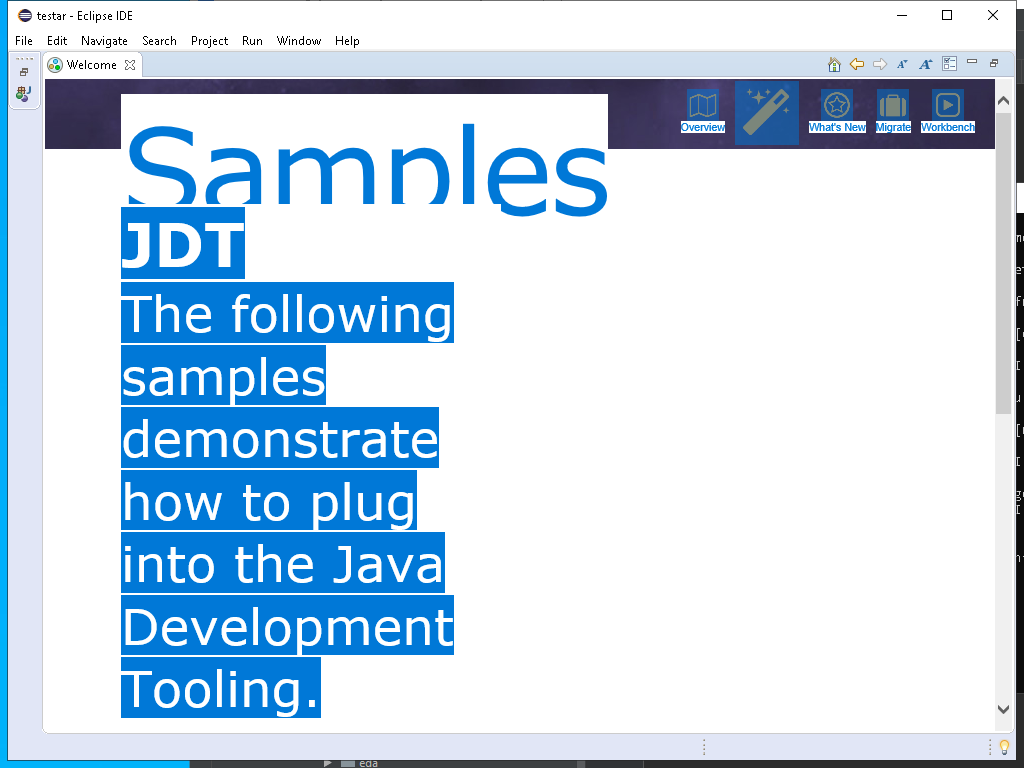 testar - Eclipse IDE
File Edit Navigate Search Project Run Window Help
Welcome
Overview What's New Migrate Workbench
Samples
JDT
The following
samples
demonstrate
how to plug
into the Java
Development
Tooling.
eda